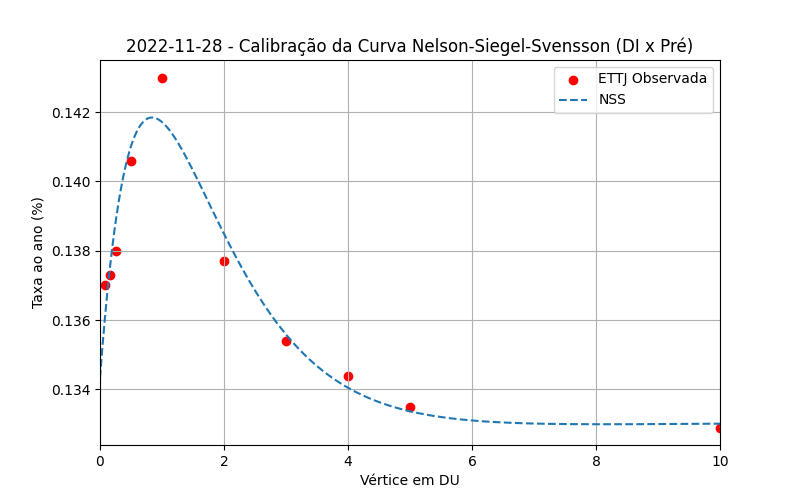 2022-11-28 - Calibração da Curva Nelson-Siegel-Svensson (DI x Pré)
ETTJ Observada
NSS
Taxa ao ano (%)
0.142
0.140
0.138
0.136
0.134
0 2 4 6 8 10
Vértice em DU